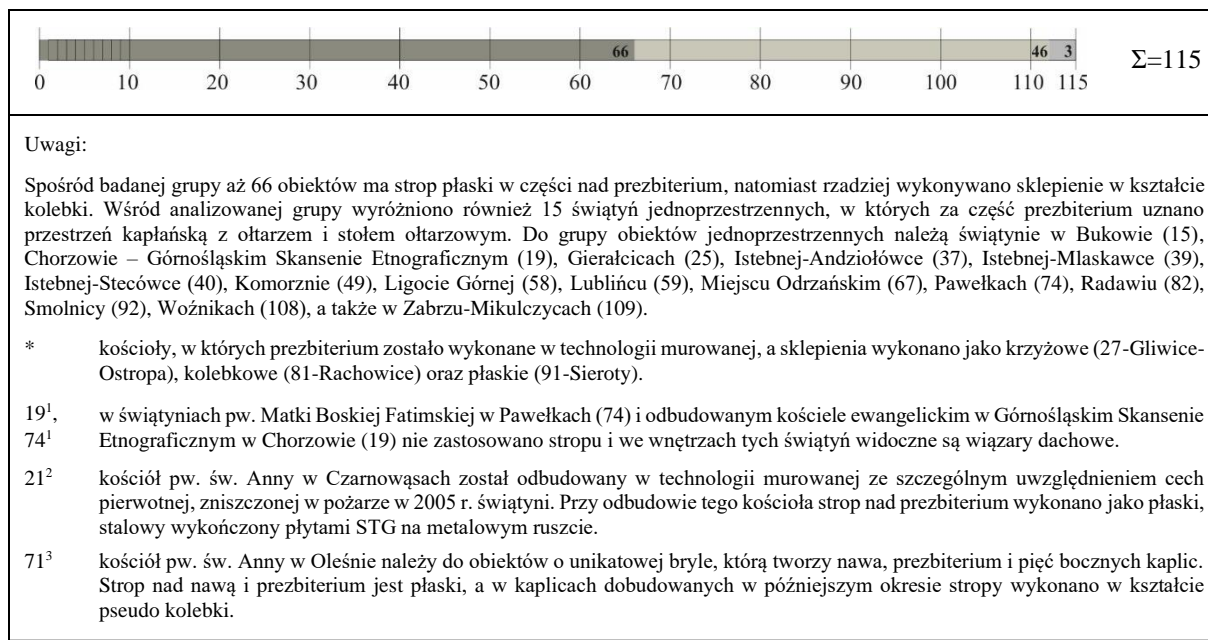 66 46 3
0 10 20 30 40 50 60 70 80 90 100 110 115
Σ=115
Uwagi:
Spośród badanej grupy aż 66 obiektów ma strop płaski w części nad prezbiterium, natomiast rzadziej wykonywano sklepienie w kształcie
kolebki. Wśród analizowanej grupy wyróżniono również 15 świątyń jednoprzestrzennych, w których za część prezbiterium uznano
przestrzeń kapłańską z ołtarzem i stołem ołtarzowym. Do grupy obiektów jednoprzestrzennych należą świątynie w Bukowie (15),
Chorzowie – Górnośląskim Skansenie Etnograficznym (19), Gierałcicach (25), Istebnej-Andziołówce (37), Istebnej-Mlaskawce (39),
Istebnej-Stecówce (40), Komorznie (49), Ligocie Górnej (58), Lublińcu (59), Miejscu Odrzańskim (67), Pawełkach (74), Radawiu (82),
Smolnicy (92), Woźnikach (108), a także w Zabrzu-Mikulczycach (109).
* kościoły, w których prezbiterium zostało wykonane w technologii murowanej, a sklepienia wykonano jako krzyżowe (27-Gliwice-
Ostropa), kolebkowe (81-Rachowice) oraz płaskie (91-Sieroty).
19¹, w świątyniach pw. Matki Boskiej Fatimskiej w Pawełkach (74) i odbudowanym kościele ewangelickim w Górnośląskim Skansenie
74¹ Etnograficznym w Chorzowie (19) nie zastosowano stropu i we wnętrzach tych świątyń widoczne są wiązary dachowe.
21² kościół pw. św. Anny w Czarnowąsach został odbudowany w technologii murowanej ze szczególnym uwzględnieniem cech
pierwotnej, zniszczonej w pożarze w 2005 r. świątyni. Przy odbudowie tego kościoła strop nad prezbiterium wykonano jako płaski,
stalowy wykończony płytami STG na metalowym ruszcie.
71³ kościół pw. św. Anny w Oleśnie należy do obiektów o unikatowej bryle, którą tworzy nawa, prezbiterium i pięć bocznych kaplic.
Strop nad nawą i prezbiterium jest płaski, a w kaplicach dobudowanych w późniejszym okresie stropy wykonano w kształcie
pseudo kolebki.